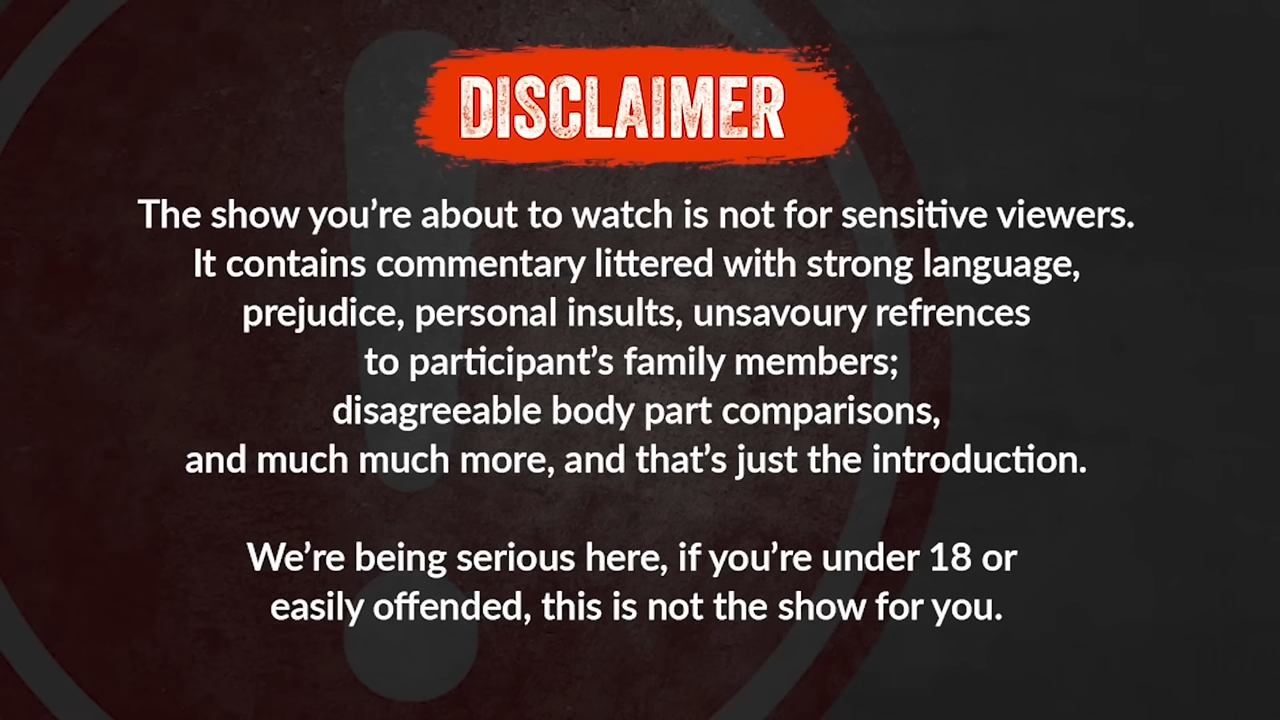 DISCLAIMER
The show you’re about to watch is not for sensitive viewers.
It contains commentary littered with strong language,
prejudice, personal insults, unsavoury refrences
to participant’s family members;
disagreeable body part comparisons,
and much much more, and that’s just the introduction.
We’re being serious here, if you’re under 18 or
easily offended, this is not the show for you.